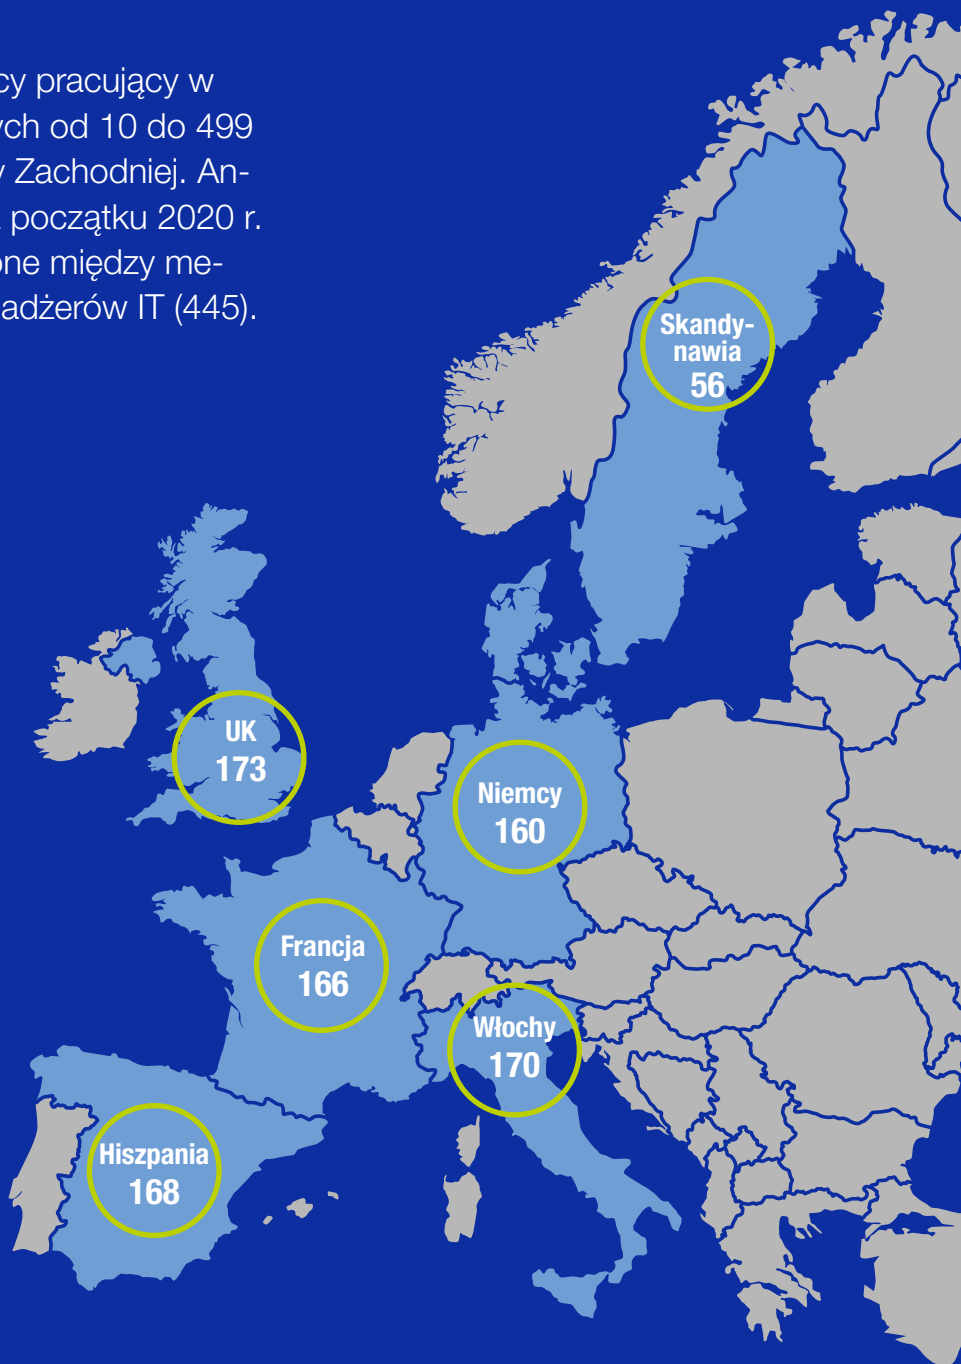 cy pracujący w
ych od 10 do 499
y Zachodniej. An-
początku 2020 r.
one między me-
adżerów IT (445).
Skandy-
nawia
56
UK
173
Niemcy
160
Francja
166
Włochy
170
Hiszpania
168